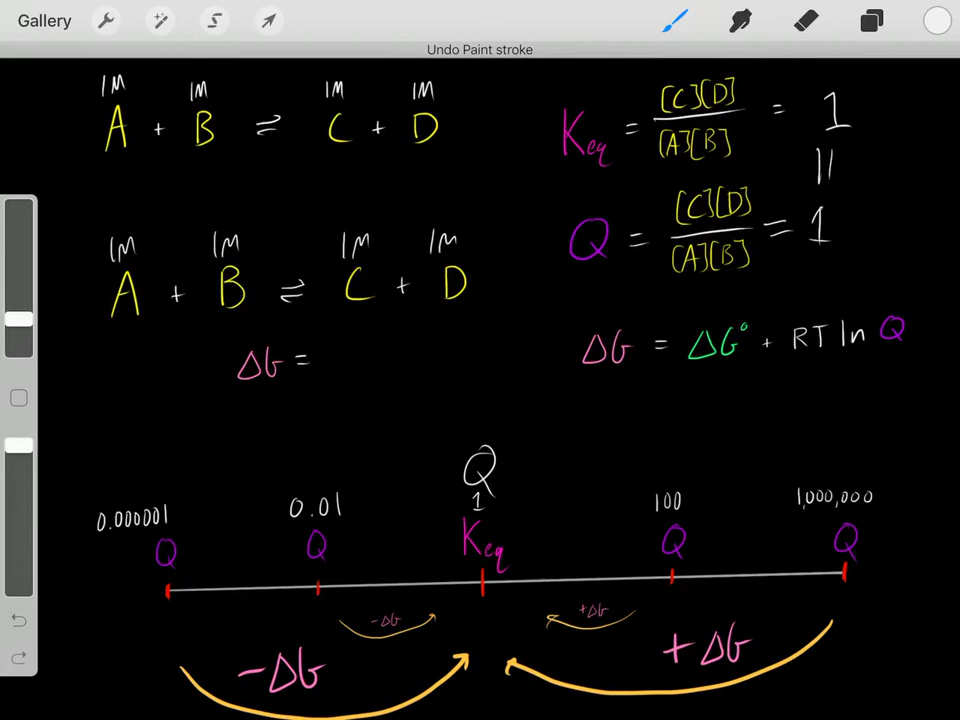 Gallery
Undo Paint stroke
1M 1M 1M 1M
A + B ⇌ C + D
Keq = [C][D] / [A][B] = 1
||
Q = [C][D] / [A][B] = 1
1M 1M 1M 1M
A + B ⇌ C + D
ΔG =
ΔG = ΔG° + RT ln Q
Q
0.000001 0.01 1 100 1,000,000
Q Q Keq Q Q
-ΔG +ΔG
-ΔG +ΔG